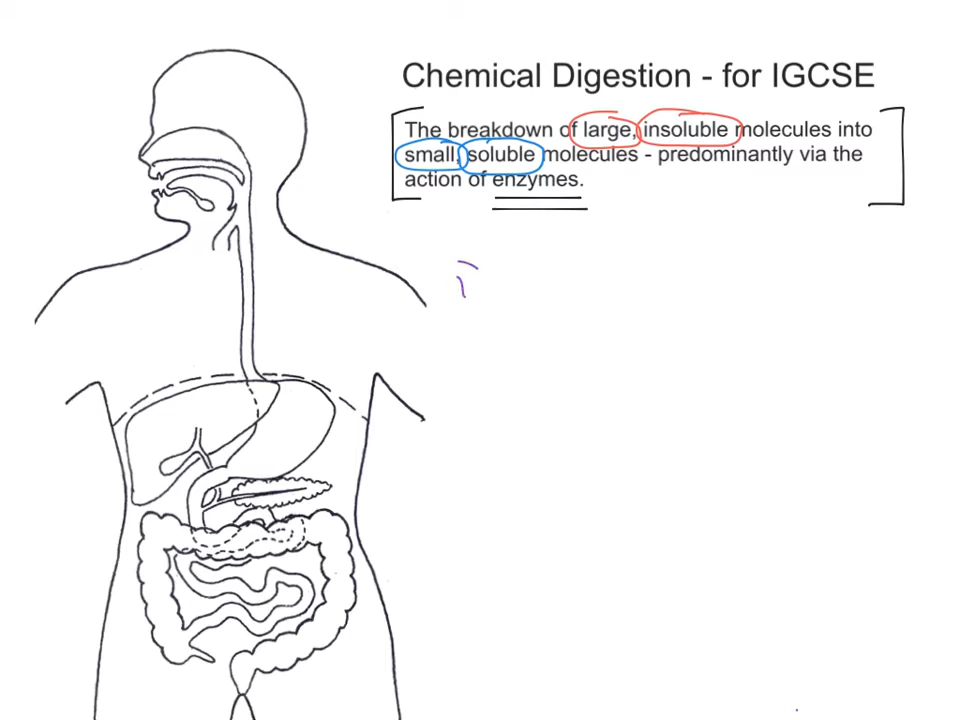 Chemical Digestion - for IGCSE
The breakdown of large, insoluble molecules into
small, soluble molecules - predominantly via the
action of enzymes.